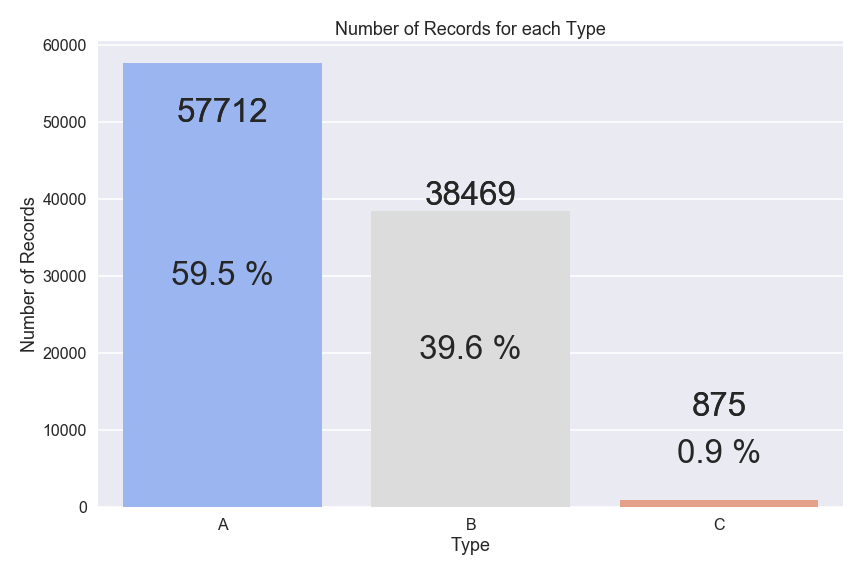 Number of Records for each Type
Number of Records
60000
50000
40000
30000
20000
10000
0
57712
59.5 %
38469
39.6 %
875
0.9 %
A
B
C
Type